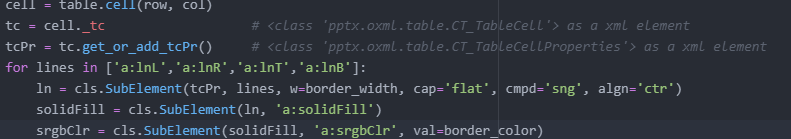 cell = table.cell(row, col)
tc = cell._tc # <class 'pptx.oxml.table.CT_TableCell'> as a xml element
tcPr = tc.get_or_add_tcPr() # <class 'pptx.oxml.table.CT_TableCellProperties'> as a xml element
for lines in ['a:lnL','a:lnR','a:lnT','a:lnB']:
ln = cls.SubElement(tcPr, lines, w=border_width, cap='flat', cmpd='sng', algn='ctr')
solidFill = cls.SubElement(ln, 'a:solidFill')
srgbClr = cls.SubElement(solidFill, 'a:srgbClr', val=border_color)